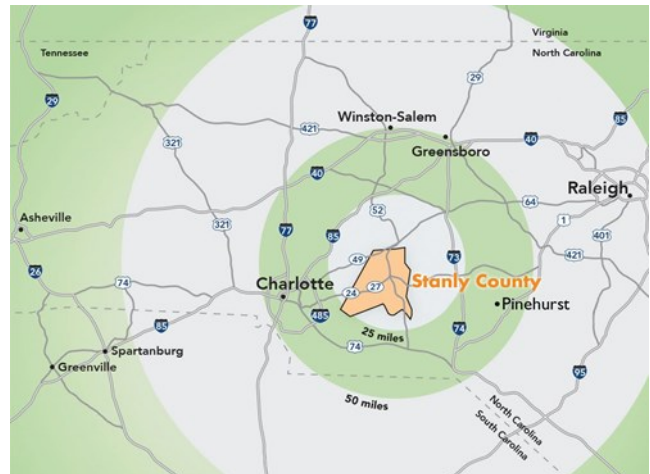 77
Tennessee
Virginia
North Carolina
29
29
Winston-Salem
85
321
421
40
Greensboro
40
Raleigh
64
52
1
321
401
Asheville
77
85
421
49
73
26
74
Charlotte
24
27
Stanly County
Pinehurst
485
85
25 miles
74
74
Spartanburg
Greenville
95
50 miles
North Carolina
South Carolina